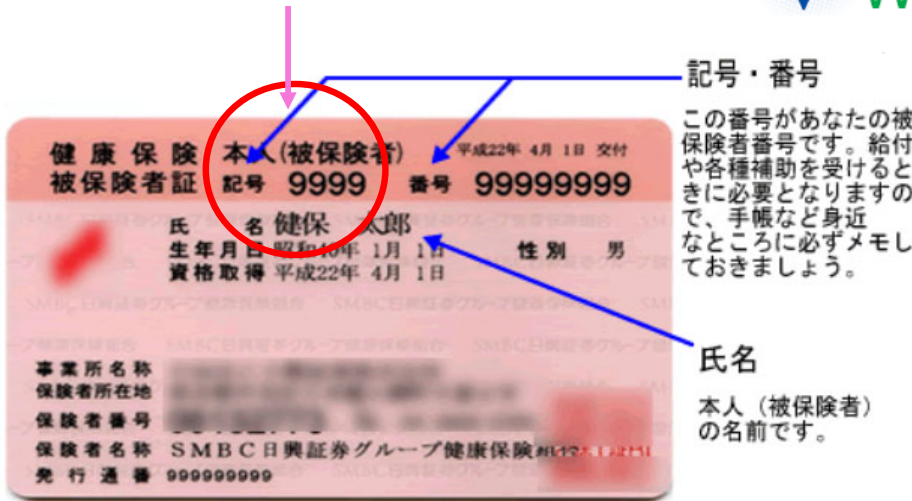 記号・番号
この番号があなたの被
保険者番号です。給付
や各種補助を受けると
きに必要となりますの
で、手帳など身近
なところに必ずメモし
ておきましょう。
健康保険 本人(被保険者) 平成22年 4月 1日 交付
被保険者証 記号 9999 番号 99999999
氏 名 健保 太郎
生年月日 昭和40年 1月 1日 性別 男
資格取得 平成22年 4月 1日
氏名
本人（被保険者）
の名前です。
事業所名称
保険者所在地
保険者番号
保険者名称 SMBC日興証券グループ健康保険組合
発行通番 999999999